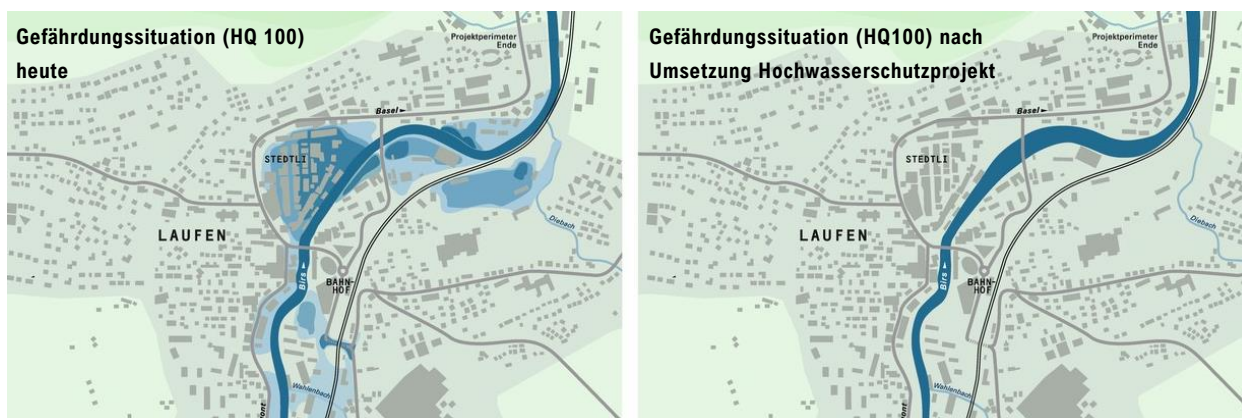 Gefährdungssituation (HQ 100)
heute
Projektperimeter
Ende
Basel
STEDTLI
LAUFEN
Diebach
Birs
BAHN-
HOF
Wahlenbach
Gefährdungssituation (HQ100) nach
Umsetzung Hochwasserschutzprojekt
Projektperimeter
Ende
Basel
STEDTLI
LAUFEN
Diebach
Birs
BAHN-
HOF
Wahlenbach